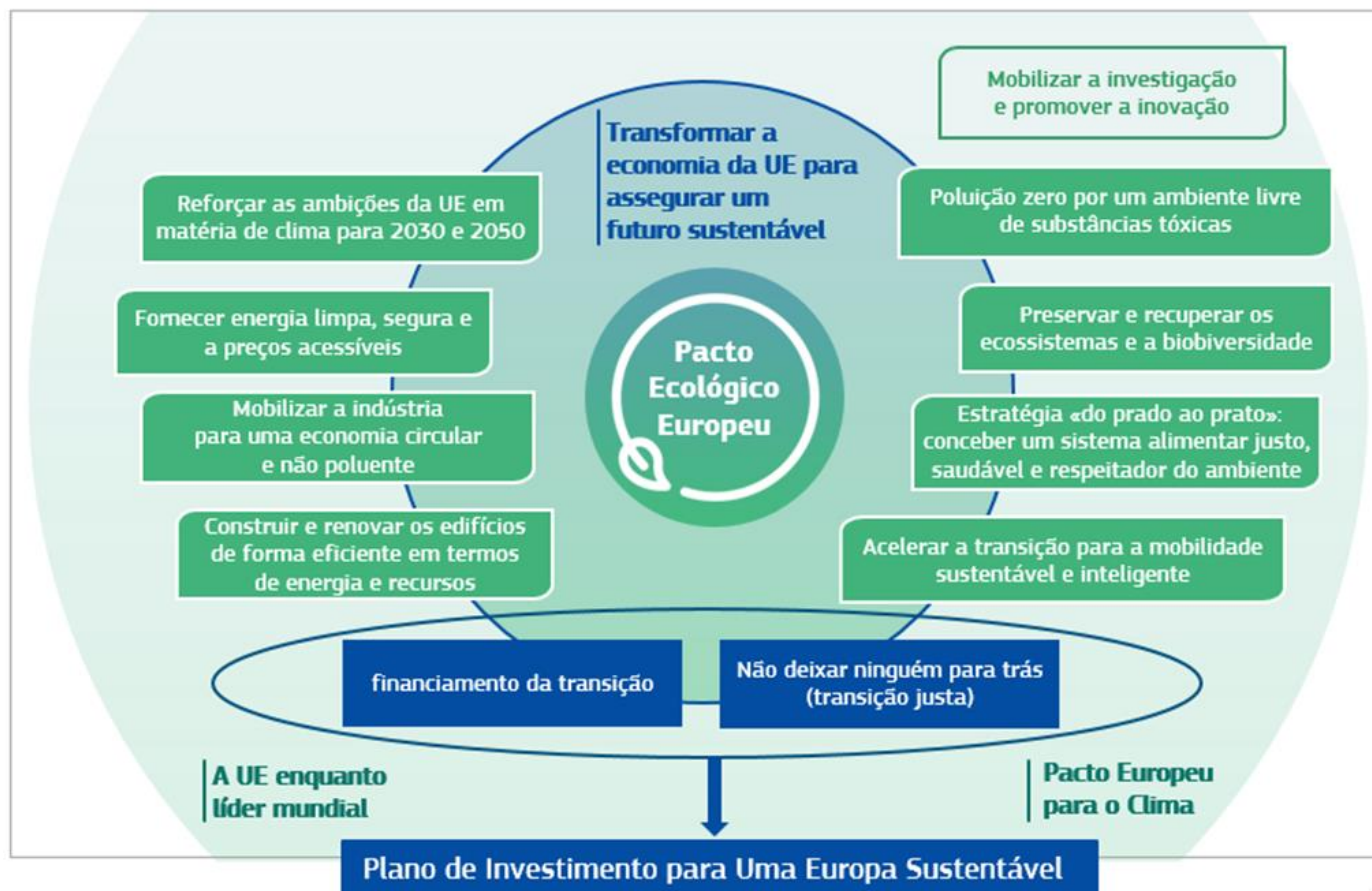 Mobilizar a investigação
e promover a inovação
Transformar a
economia da UE para
assegurar um
futuro sustentável
Reforçar as ambições da UE em
matéria de clima para 2030 e 2050
Poluição zero por um ambiente livre
de substâncias tóxicas
Fornecer energia limpa, segura e
a preços acessíveis
Preservar e recuperar os
ecossistemas e a biobiversidade
Pacto
Ecológico
Europeu
Mobilizar a indústria
para uma economia circular
e não poluente
Estratégia «do prado ao prato»:
conceber um sistema alimentar justo,
saudável e respeitador do ambiente
Construir e renovar os edifícios
de forma eficiente em termos
de energia e recursos
Acelerar a transição para a mobilidade
sustentável e inteligente
financiamento da transição
Não deixar ninguém para trás
(transição justa)
A UE enquanto
líder mundial
Pacto Europeu
para o Clima
Plano de Investimento para Uma Europa Sustentável